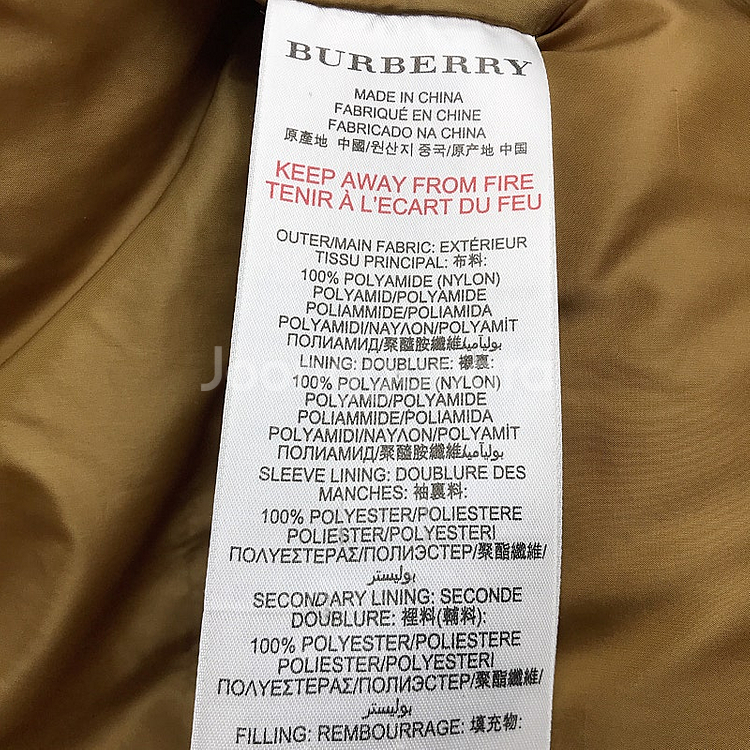 BURBERRY
MADE IN CHINA
FABRIQUÉ EN CHINE
FABRICADO NA CHINA
原產地 中國/원산지 중국/原产地 中国
KEEP AWAY FROM FIRE
TENIR À L'ECART DU FEU
OUTER/MAIN FABRIC: EXTÉRIEUR
TISSU PRINCIPAL: 布料:
100% POLYAMIDE (NYLON)
POLYAMID/POLYAMIDE
POLIAMMIDE/POLIAMIDA
POLYAMIDI/ΝΑΥΛΟΝ/POLYAMİT
ПОЛИАМИД/聚醯胺纖維/بولياميد
LINING: DOUBLURE: 襯裏:
100% POLYAMIDE (NYLON)
POLYAMID/POLYAMIDE
POLIAMMIDE/POLIAMIDA
POLYAMIDI/ΝΑΥΛΟΝ/POLYAMİT
ПОЛИАМИД/聚醯胺纖維/بولياميد
SLEEVE LINING: DOUBLURE DES
MANCHES: 袖裏料:
100% POLYESTER/POLIESTERE
POLIESTER/POLYESTERI
ΠΟΛΥΕΣΤΕΡΑΣ/ПОЛИЭСТЕР/聚酯纖維/
بوليستر
SECONDARY LINING: SECONDE
DOUBLURE: 裡料(輔料):
100% POLYESTER/POLIESTERE
POLIESTER/POLYESTERI
ΠΟΛΥΕΣΤΕΡΑΣ/ПОЛИЭСТЕР/聚酯纖維/
بوليستر
FILLING: REMBOURRAGE: 填充物: